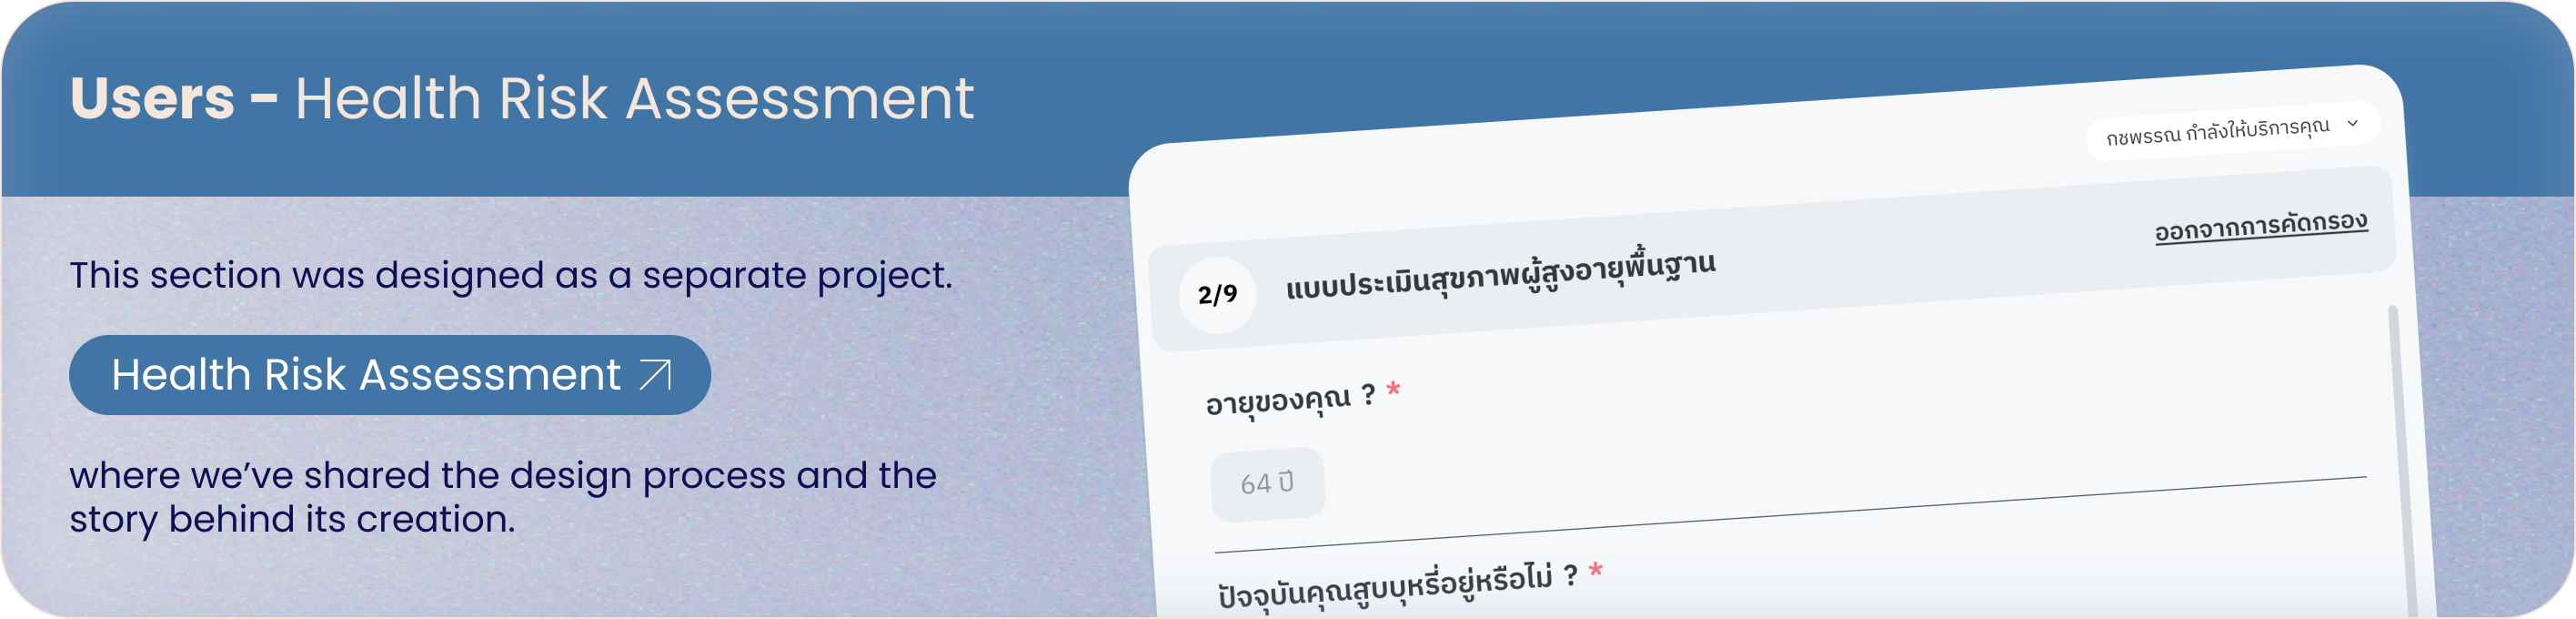 Users - Health Risk Assessment
This section was designed as a separate project.
Health Risk Assessment
where we've shared the design process and the
story behind its creation.
กชพรรณ กำลังให้บริการคุณ
2/9 แบบประเมินสุขภาพผู้สูงอายุพื้นฐาน ออกจากการคัดกรอง
อายุของคุณ ? *
64 ปี
ปัจจุบันคุณสูบบุหรี่อยู่หรือไม่ ? *